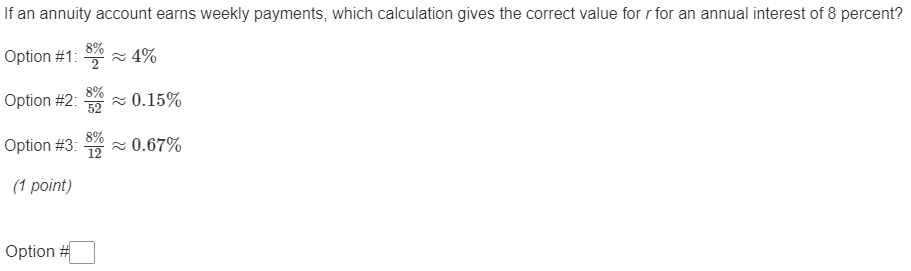 If an annuity account earns weekly payments, which calculation gives the correct value for r for an annual interest of 8 percent?
Option #1: 8%/2 ≈ 4%
Option #2: 8%/52 ≈ 0.15%
Option #3: 8%/12 ≈ 0.67%
(1 point)
Option #